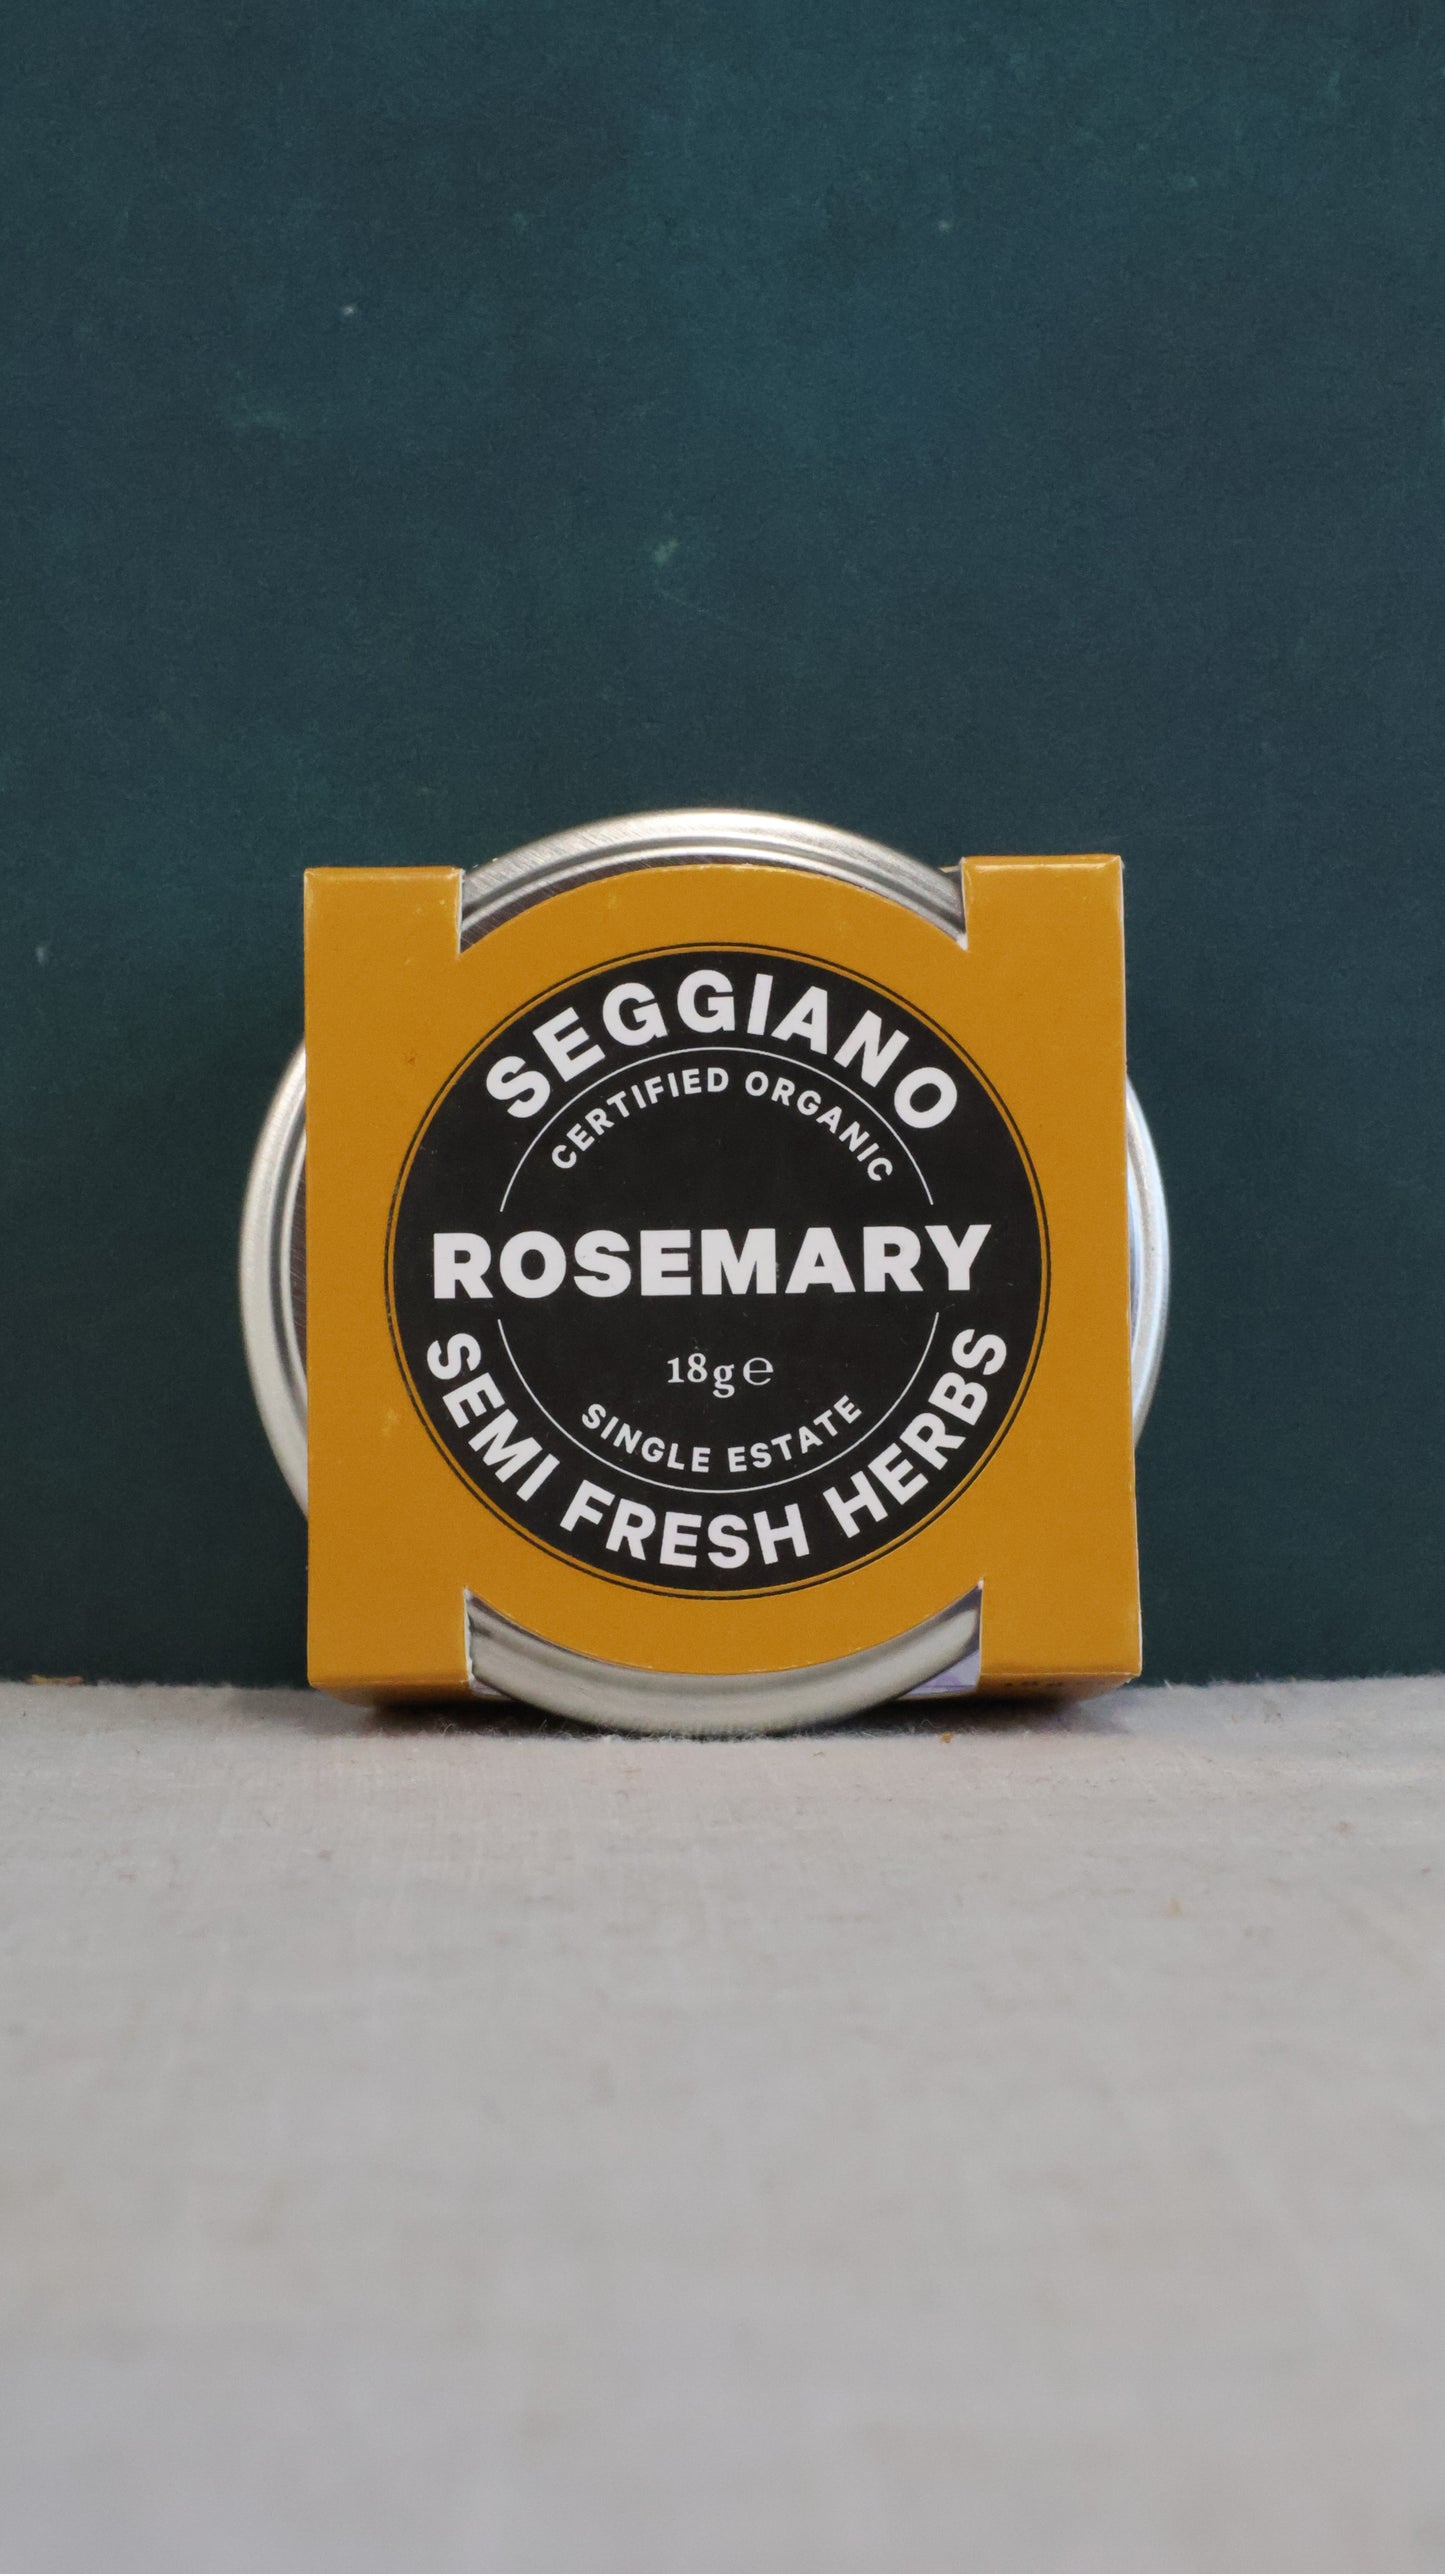 SEGGIANO
CERTIFIED ORGANIC
ROSEMARY
18g℮
SINGLE ESTATE
SEMI FRESH HERBS